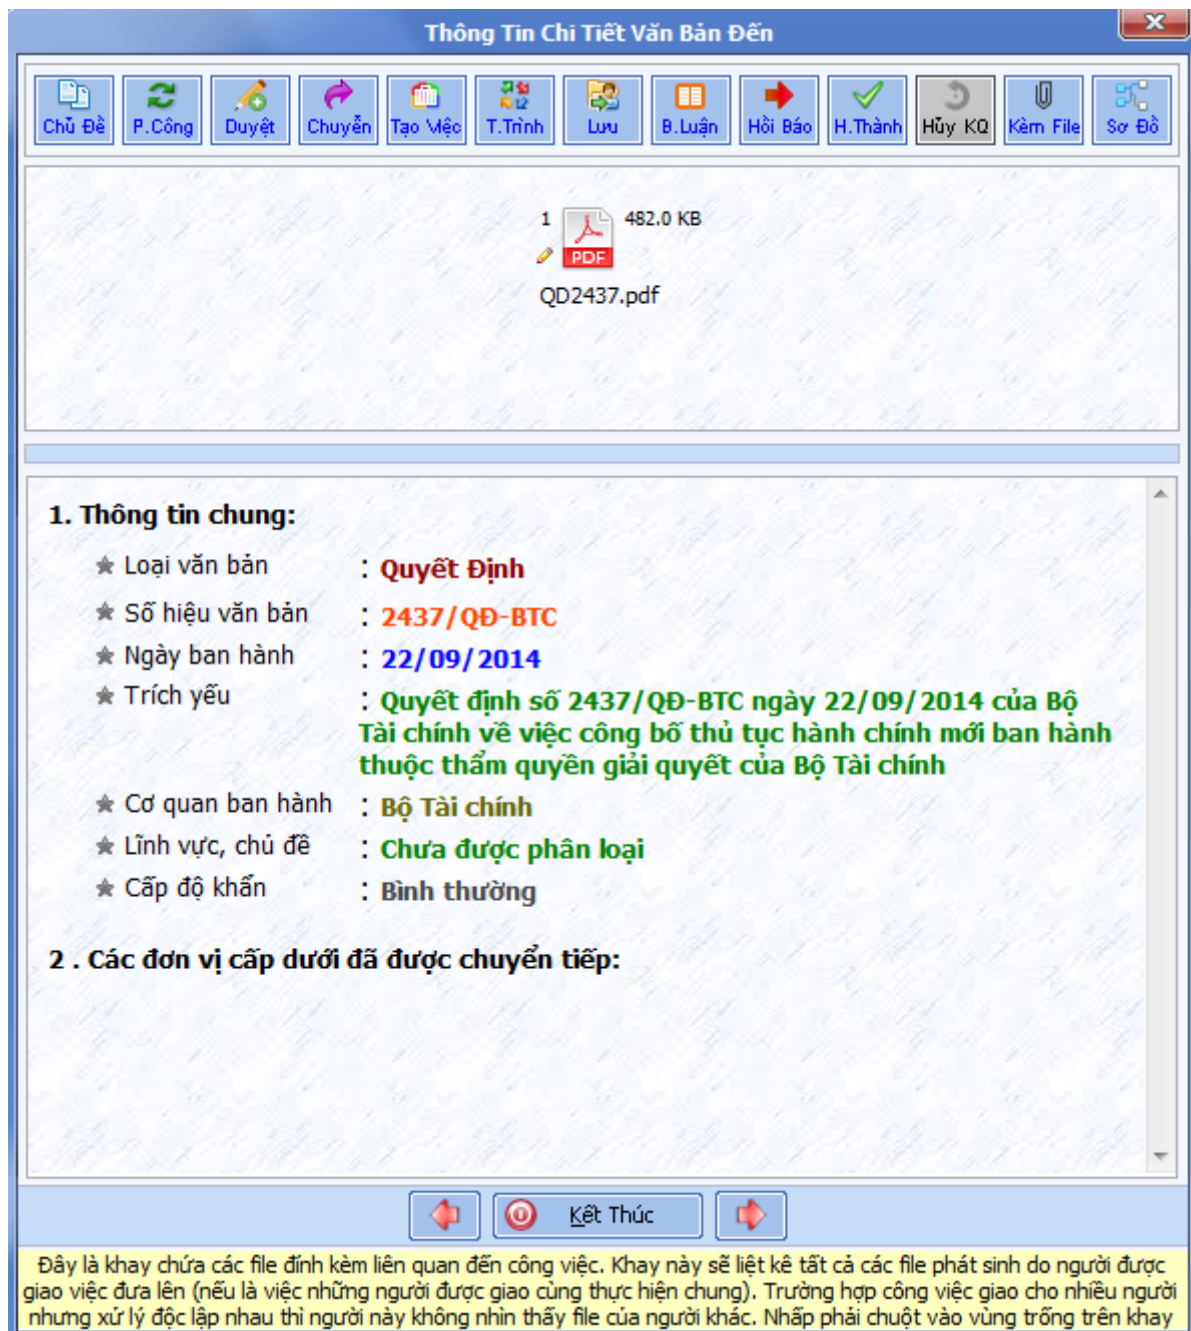 Thông Tin Chi Tiết Văn Bản Đến
Chủ Đề P.Công Duyệt Chuyển Tạo Việc T.Trình Lưu B.Luận Hồi Báo H.Thành Hủy KQ Kèm File Sơ Đồ
1 482.0 KB
PDF
QD2437.pdf
1. Thông tin chung:
Loại văn bản : Quyết Định
Số hiệu văn bản : 2437/QĐ-BTC
Ngày ban hành : 22/09/2014
Trích yếu : Quyết định số 2437/QĐ-BTC ngày 22/09/2014 của Bộ
Tài chính về việc công bố thủ tục hành chính mới ban hành
thuộc thẩm quyền giải quyết của Bộ Tài chính
Cơ quan ban hành : Bộ Tài chính
Lĩnh vực, chủ đề : Chưa được phân loại
Cấp độ khẩn : Bình thường
2 . Các đơn vị cấp dưới đã được chuyển tiếp:
Kết Thúc
Đây là khay chứa các file đính kèm liên quan đến công việc. Khay này sẽ liệt kê tất cả các file phát sinh do người được
giao việc đưa lên (nếu là việc những người được giao cùng thực hiện chung). Trường hợp công việc giao cho nhiều người
nhưng xử lý độc lập nhau thì người này không nhìn thấy file của người khác. Nhấp phải chuột vào vùng trống trên khay